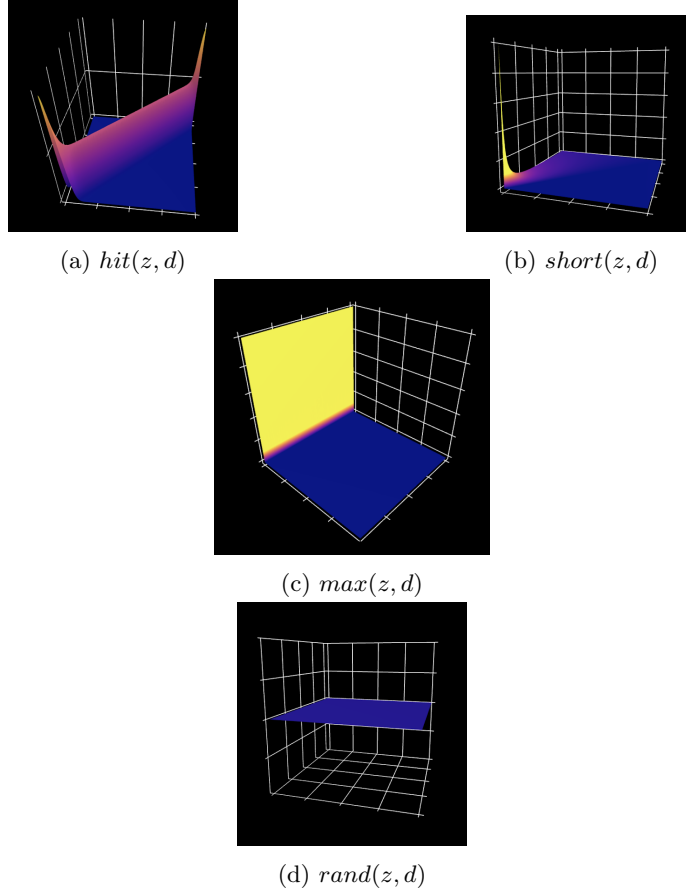 (a) hit(z, d)
(b) short(z, d)
(c) max(z, d)
(d) rand(z, d)